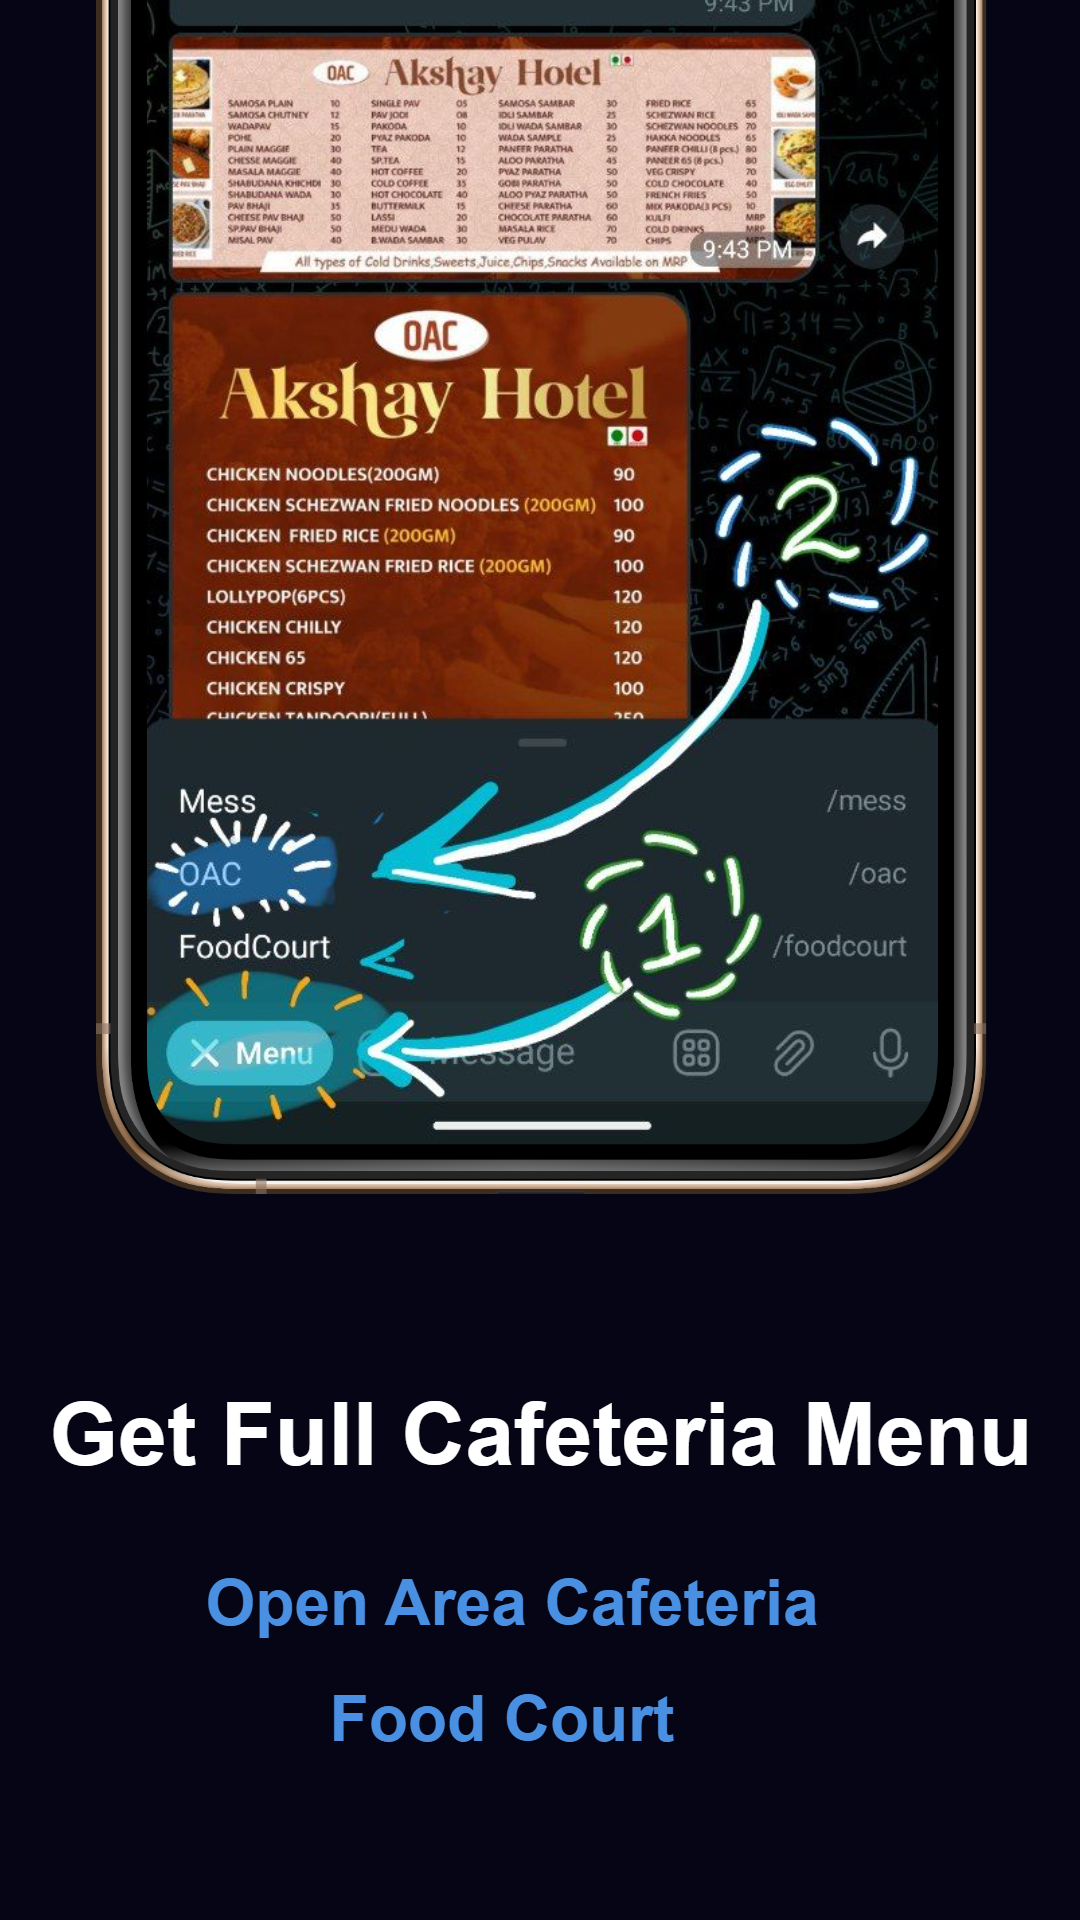 9:43 PM
OAC Akshay Hotel
SAMOSA PLAIN 10 SINGLE PAV 05 SAMOSA SAMBAR 30 FRIED RICE 65
SAMOSA CHUTNEY 12 PAV JODI 08 IDLI SAMBAR 25 SCHEZWAN RICE 80
WADAPAV 15 PAKODA 10 IDLI WADA SAMBAR 30 SCHEZWAN NOODLES 70
POHE 20 PYAZ PAKODA 10 WADA SAMPLE 25 HAKKA NOODLES 65
PLAIN MAGGIE 30 TEA 12 PANEER PARATHA 50 PANEER CHILLI (8 pcs.) 80
CHESSE MAGGIE 40 SP.TEA 15 ALOO PARATHA 45 PANEER 65 (8 pcs.) 80
MASALA MAGGIE 40 HOT COFFEE 20 PYAZ PARATHA 50 VEG CRISPY 70
SHABUDANA KHICHDI 30 COLD COFFEE 35 GOBI PARATHA 50 COLD CHOCOLATE 40
SHABUDANA WADA 30 HOT CHOCOLATE 40 ALOO PYAZ PARATHA 50 FRENCH FRIES 50
PAV BHAJI 35 BUTTERMILK 15 CHEESE PARATHA 60 MIX PAKODA(3 PCS) 10
CHEESE PAV BHAJI 50 LASSI 20 CHOCOLATE PARATHA 60 KULFI MRP
SP.PAV BHAJI 50 MEDU WADA 30 MASALA RICE 70 COLD DRINKS MRP
MISAL PAV 40 B.WADA SAMBAR 30 VEG PULAV 70 CHIPS
All types of Cold Drinks,Sweets,Juice,Chips,Snacks Available on MRP
9:43 PM
OAC
Akshay Hotel
CHICKEN NOODLES(200GM) 90
CHICKEN SCHEZWAN FRIED NOODLES (200GM) 100
CHICKEN FRIED RICE (200GM) 90
CHICKEN SCHEZWAN FRIED RICE (200GM) 100
LOLLYPOP(6PCS) 120
CHICKEN CHILLY 120
CHICKEN 65 120
CHICKEN CRISPY 100
CHICKEN TANDOORI(FULL) 250
2
Mess /mess
OAC /oac
1
FoodCourt /foodcourt
Menu Message
Get Full Cafeteria Menu
Open Area Cafeteria
Food Court